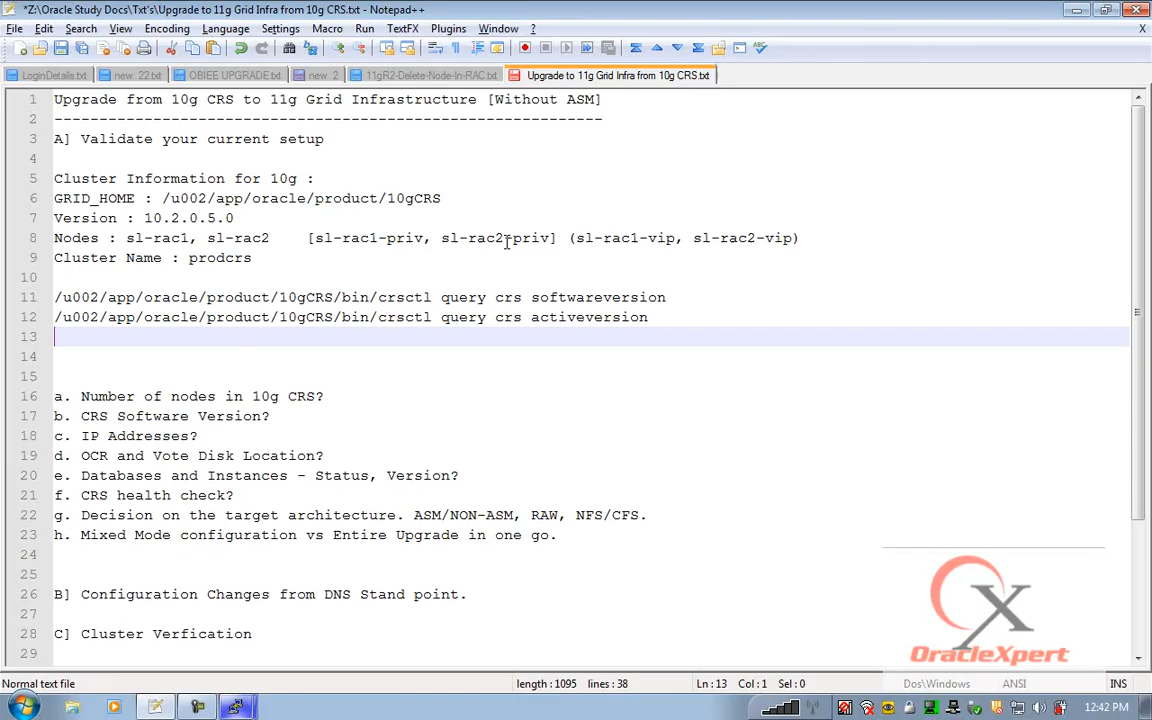 *Z:\Oracle Study Docs\Txt's\Upgrade to 11g Grid Infra from 10g CRS.txt - Notepad++
File Edit Search View Encoding Language Settings Macro Run TextFX Plugins Window ?
X
LoginDetails.txt new 22.txt OBIEE UPGRADE.txt new 2 11gR2-Delete-Node-In-RAC.txt Upgrade to 11g Grid Infra from 10g CRS.txt
1 Upgrade from 10g CRS to 11g Grid Infrastructure [Without ASM]
2 -------------------------------------------------------------
3 A] Validate your current setup
4
5 Cluster Information for 10g :
6 GRID_HOME : /u002/app/oracle/product/10gCRS
7 Version : 10.2.0.5.0
8 Nodes : sl-rac1, sl-rac2 [sl-rac1-priv, sl-rac2-priv] (sl-rac1-vip, sl-rac2-vip)
9 Cluster Name : prodcrs
10
11 /u002/app/oracle/product/10gCRS/bin/crsctl query crs softwareversion
12 /u002/app/oracle/product/10gCRS/bin/crsctl query crs activeversion
13
14
15
16 a. Number of nodes in 10g CRS?
17 b. CRS Software Version?
18 c. IP Addresses?
19 d. OCR and Vote Disk Location?
20 e. Databases and Instances - Status, Version?
21 f. CRS health check?
22 g. Decision on the target architecture. ASM/NON-ASM, RAW, NFS/CFS.
23 h. Mixed Mode configuration vs Entire Upgrade in one go.
24
25
26 B] Configuration Changes from DNS Stand point.
27
28 C] Cluster Verfication
29
OracleXpert
Normal text file length : 1095 lines : 38 Ln : 13 Col : 1 Sel : 0 Dos\Windows ANSI INS
12:42 PM